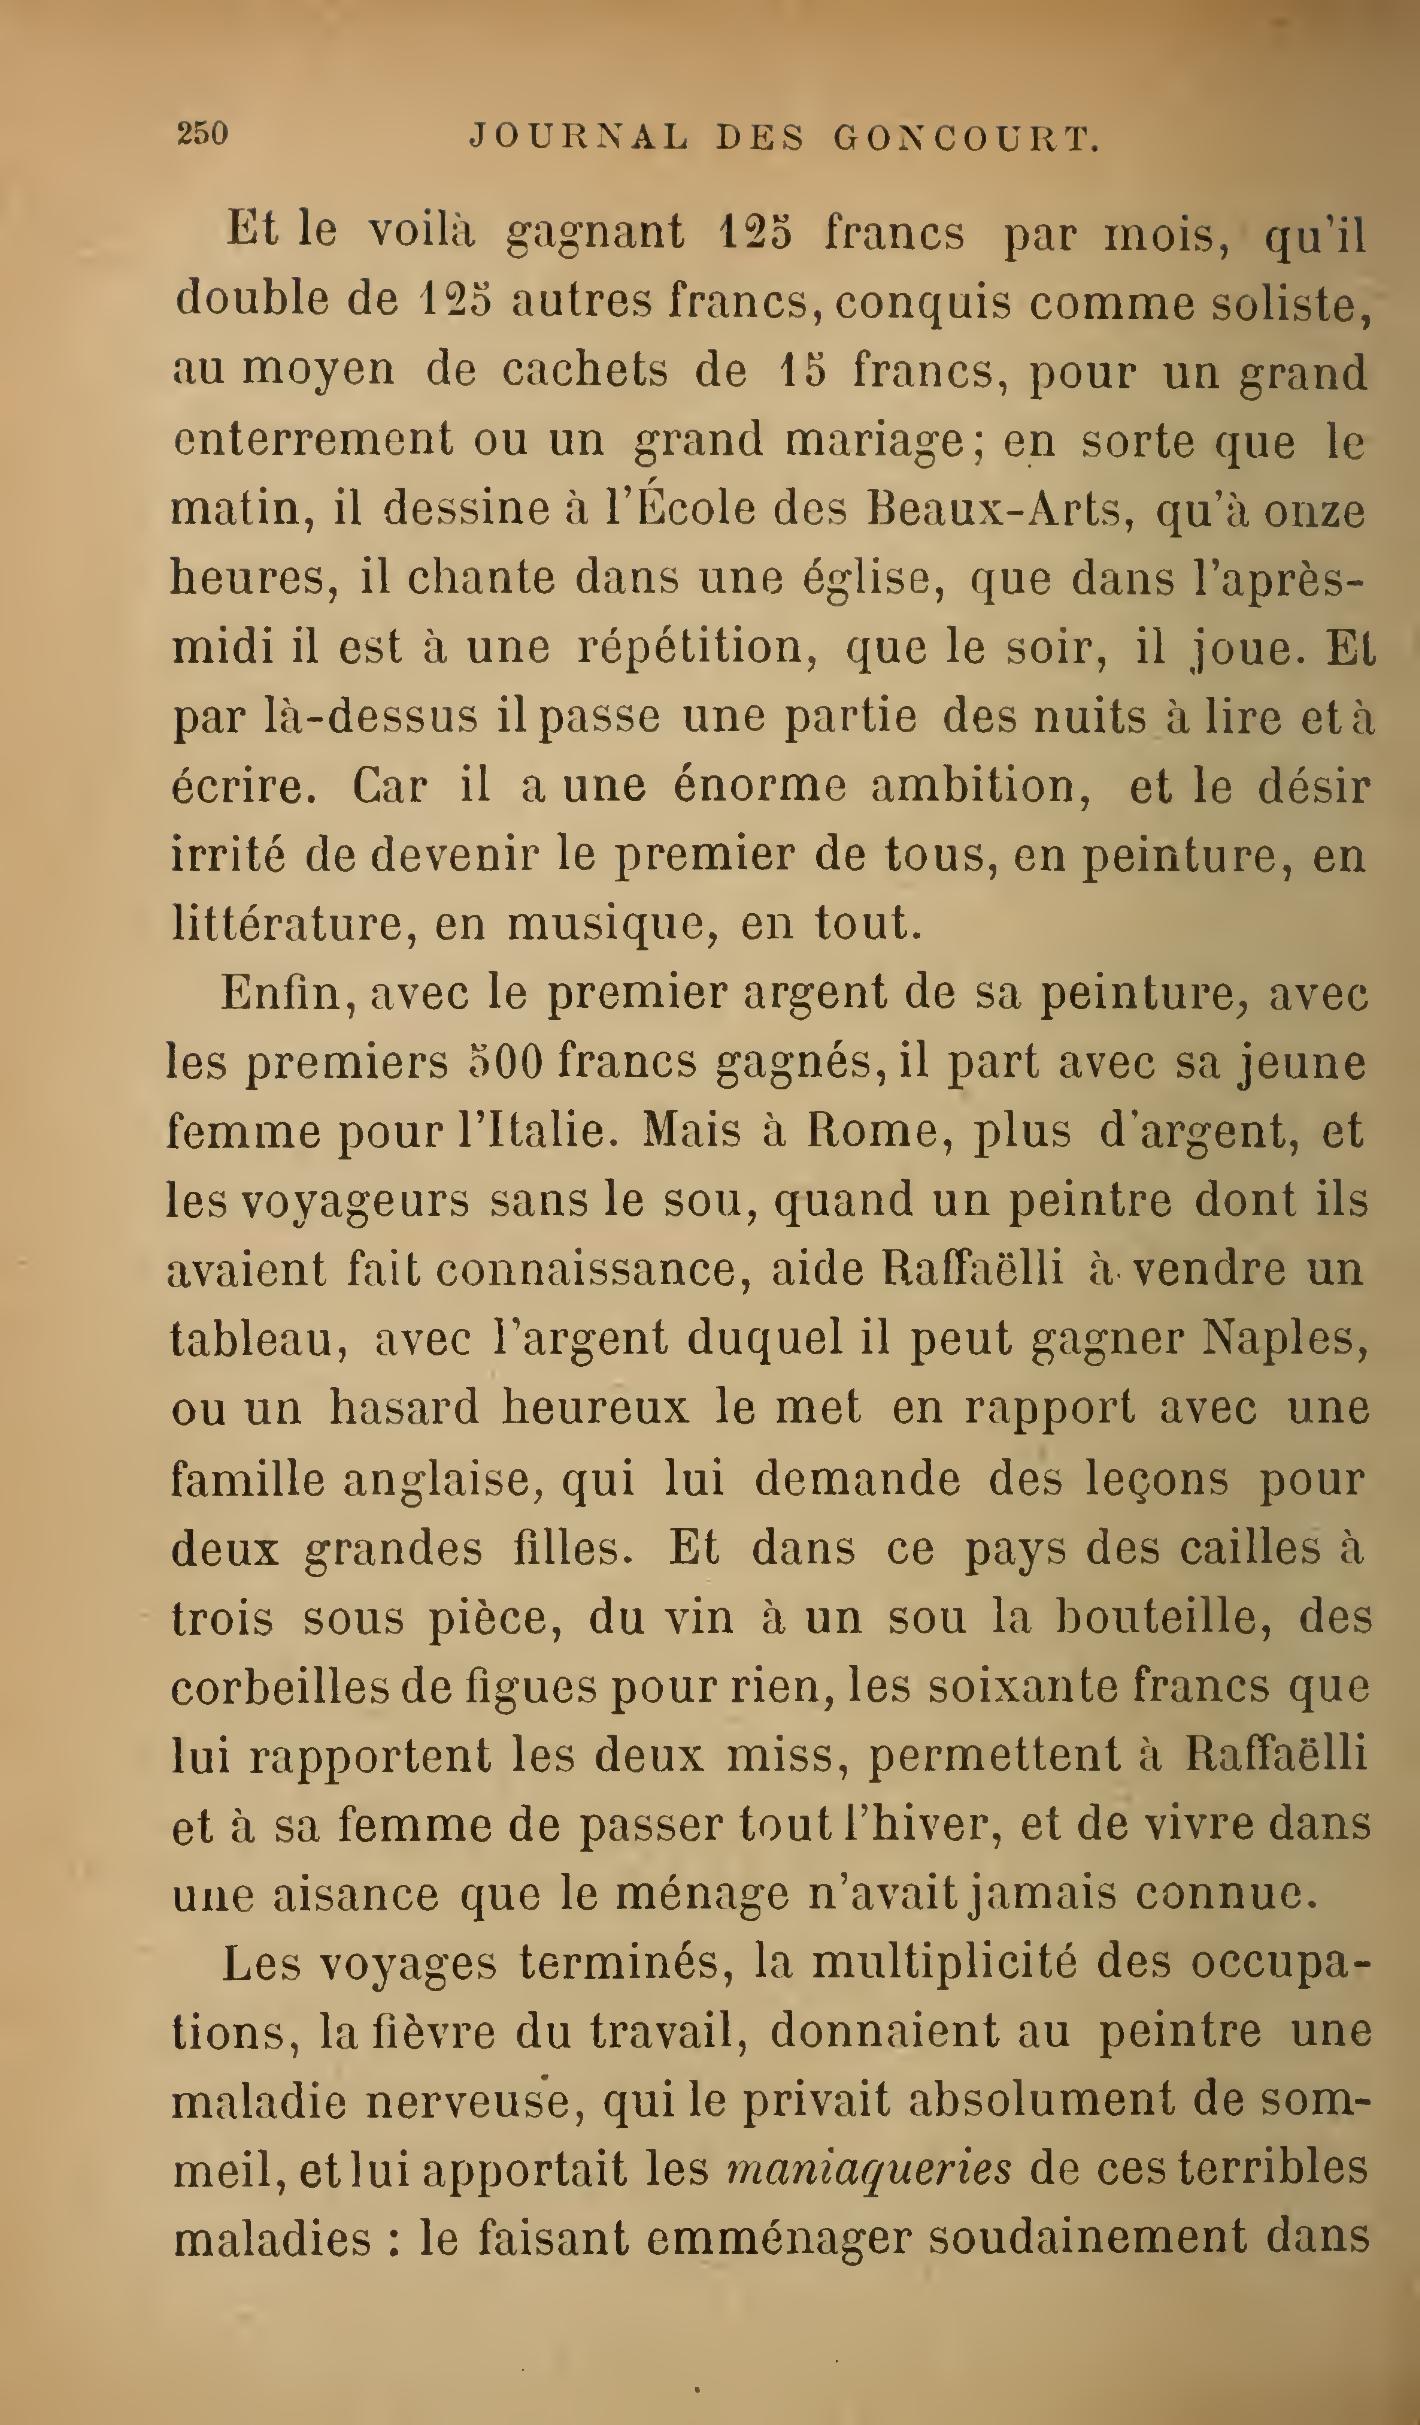 250 JOURNAL DES GONCOURT.
Et le voilà gagnant 125 francs par mois, qu'il
double de 125 autres francs, conquis comme soliste,
au moyen de cachets de 15 francs, pour un grand
enterrement ou un grand mariage; en sorte que le
matin, il dessine à l'École des Beaux-Arts, qu'à onze
heures, il chante dans une église, que dans l'après-
midi il est à une répétition, que le soir, il joue. Et
par là-dessus il passe une partie des nuits à lire et à
écrire. Car il a une énorme ambition, et le désir
irrité de devenir le premier de tous, en peinture, en
littérature, en musique, en tout.
Enfin, avec le premier argent de sa peinture, avec
les premiers 500 francs gagnés, il part avec sa jeune
femme pour l'Italie. Mais à Rome, plus d'argent, et
les voyageurs sans le sou, quand un peintre dont ils
avaient fait connaissance, aide Raffaëlli à vendre un
tableau, avec l'argent duquel il peut gagner Naples,
ou un hasard heureux le met en rapport avec une
famille anglaise, qui lui demande des leçons pour
deux grandes filles. Et dans ce pays des cailles à
trois sous pièce, du vin à un sou la bouteille, des
corbeilles de figues pour rien, les soixante francs que
lui rapportent les deux miss, permettent à Raffaëlli
et à sa femme de passer tout l'hiver, et de vivre dans
une aisance que le ménage n'avait jamais connue.
Les voyages terminés, la multiplicité des occupa-
tions, la fièvre du travail, donnaient au peintre une
maladie nerveuse, qui le privait absolument de som-
meil, et lui apportait les maniaqueries de ces terribles
maladies : le faisant emménager soudainement dans